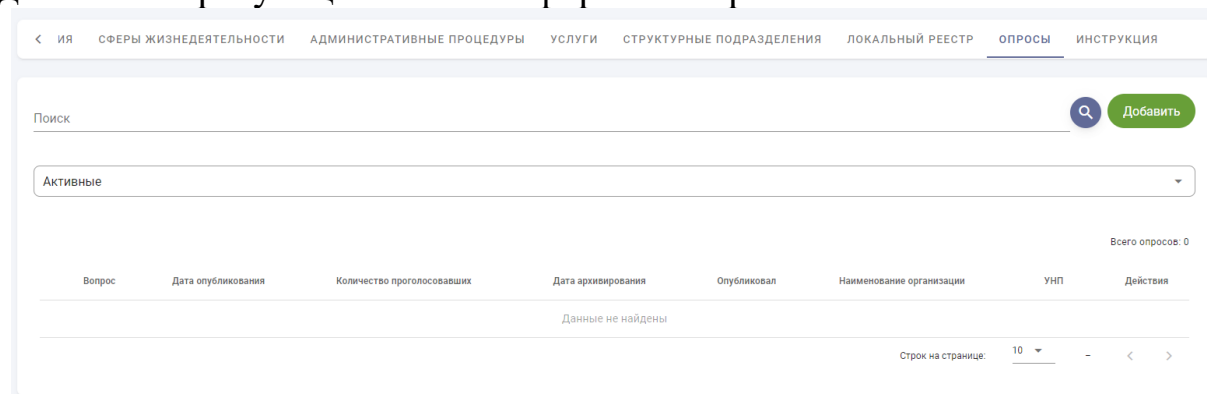 ИЯ СФЕРЫ ЖИЗНЕДЕЯТЕЛЬНОСТИ АДМИНИСТРАТИВНЫЕ ПРОЦЕДУРЫ УСЛУГИ СТРУКТУРНЫЕ ПОДРАЗДЕЛЕНИЯ ЛОКАЛЬНЫЙ РЕЕСТР ОПРОСЫ ИНСТРУКЦИЯ
Поиск Добавить
Активные
Всего опросов: 0
Вопрос Дата опубликования Количество проголосовавших Дата архивирования Опубликовал Наименование организации УНП Действия
Данные не найдены
Строк на странице: 10 –